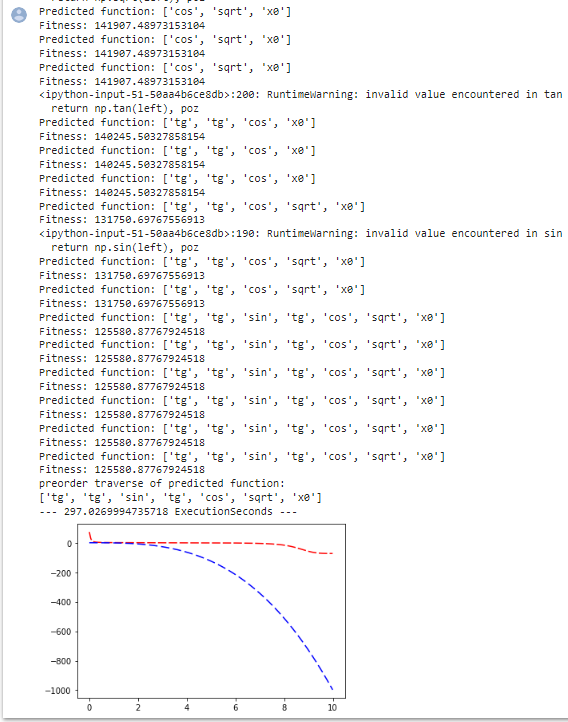 Predicted function: ['cos', 'sqrt', 'x0']
Fitness: 141907.48973153104
Predicted function: ['cos', 'sqrt', 'x0']
Fitness: 141907.48973153104
Predicted function: ['cos', 'sqrt', 'x0']
Fitness: 141907.48973153104
<ipython-input-51-50aa4b6ce8db>:200: RuntimeWarning: invalid value encountered in tan
return np.tan(left), poz
Predicted function: ['tg', 'tg', 'cos', 'x0']
Fitness: 140245.50327858154
Predicted function: ['tg', 'tg', 'cos', 'x0']
Fitness: 140245.50327858154
Predicted function: ['tg', 'tg', 'cos', 'x0']
Fitness: 140245.50327858154
Predicted function: ['tg', 'tg', 'cos', 'sqrt', 'x0']
Fitness: 131750.69767556913
<ipython-input-51-50aa4b6ce8db>:190: RuntimeWarning: invalid value encountered in sin
return np.sin(left), poz
Predicted function: ['tg', 'tg', 'cos', 'sqrt', 'x0']
Fitness: 131750.69767556913
Predicted function: ['tg', 'tg', 'cos', 'sqrt', 'x0']
Fitness: 131750.69767556913
Predicted function: ['tg', 'tg', 'sin', 'tg', 'cos', 'sqrt', 'x0']
Fitness: 125580.87767924518
Predicted function: ['tg', 'tg', 'sin', 'tg', 'cos', 'sqrt', 'x0']
Fitness: 125580.87767924518
Predicted function: ['tg', 'tg', 'sin', 'tg', 'cos', 'sqrt', 'x0']
Fitness: 125580.87767924518
Predicted function: ['tg', 'tg', 'sin', 'tg', 'cos', 'sqrt', 'x0']
Fitness: 125580.87767924518
Predicted function: ['tg', 'tg', 'sin', 'tg', 'cos', 'sqrt', 'x0']
Fitness: 125580.87767924518
Predicted function: ['tg', 'tg', 'sin', 'tg', 'cos', 'sqrt', 'x0']
Fitness: 125580.87767924518
preorder traverse of predicted function:
['tg', 'tg', 'sin', 'tg', 'cos', 'sqrt', 'x0']
--- 297.0269994735718 ExecutionSeconds ---
0
−200
−400
−600
−800
−1000
0 2 4 6 8 10